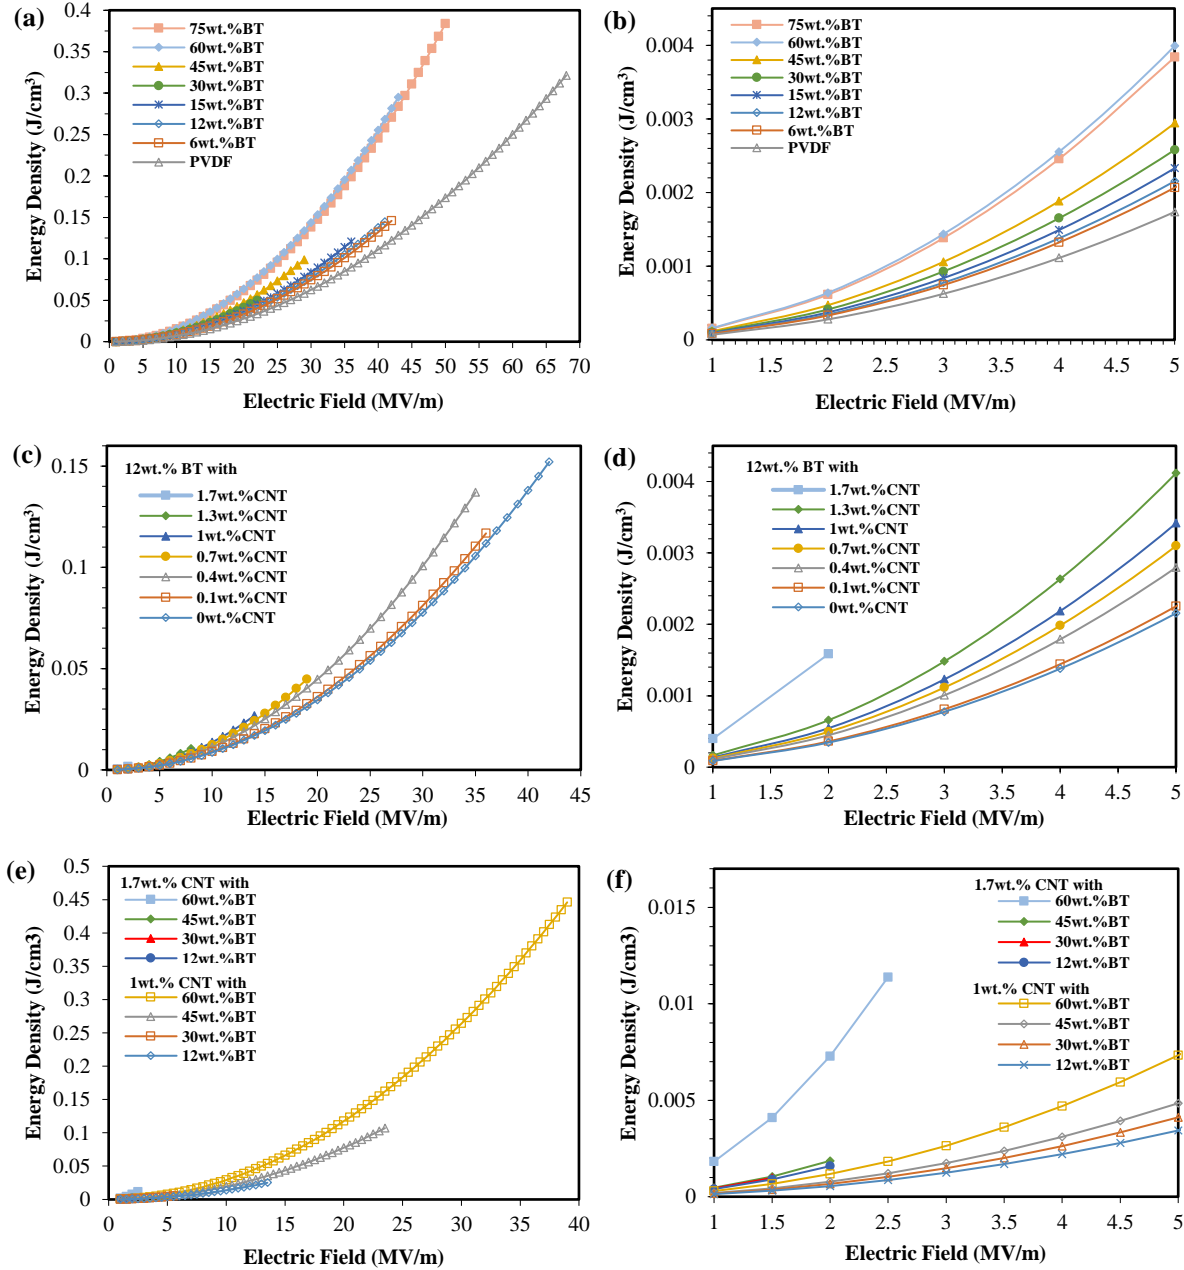 (a)
0.4
0.35
0.3
0.25
0.2
0.15
0.1
0.05
0
Energy Density (J/cm³)
75wt.%BT
60wt.%BT
45wt.%BT
30wt.%BT
15wt.%BT
12wt.%BT
6wt.%BT
PVDF
0 5 10 15 20 25 30 35 40 45 50 55 60 65 70
Electric Field (MV/m)
(b)
0.004
0.003
0.002
0.001
0
Energy Density (J/cm³)
75wt.%BT
60wt.%BT
45wt.%BT
30wt.%BT
15wt.%BT
12wt.%BT
6wt.%BT
PVDF
1 2 3 4 5
Electric Field (MV/m)
(c)
0.15
0.1
0.05
0
Energy Density (J/cm³)
12wt.% BT with
1.7wt.%CNT
1.3wt.%CNT
1wt.%CNT
0.7wt.%CNT
0.4wt.%CNT
0.1wt.%CNT
0wt.%CNT
0 5 10 15 20 25 30 35 40 45
Electric Field (MV/m)
(d)
0.004
0.003
0.002
0.001
0
Energy Density (J/cm³)
12wt.% BT with
1.7wt.%CNT
1.3wt.%CNT
1wt.%CNT
0.7wt.%CNT
0.4wt.%CNT
0.1wt.%CNT
0wt.%CNT
1 1.5 2 2.5 3 3.5 4 4.5 5
Electric Field (MV/m)
(e)
0.5
0.45
0.4
0.35
0.3
0.25
0.2
0.15
0.1
0.05
0
Energy Density (J/cm3)
1.7wt.% CNT with
60wt.%BT
45wt.%BT
30wt.%BT
12wt.%BT
1wt.% CNT with
60wt.%BT
45wt.%BT
30wt.%BT
12wt.%BT
0 5 10 15 20 25 30 35 40
Electric Field (MV/m)
(f)
0.015
0.01
0.005
0
Energy Density (J/cm3)
1.7wt.% CNT with
60wt.%BT
45wt.%BT
30wt.%BT
12wt.%BT
1wt.% CNT with
60wt.%BT
45wt.%BT
30wt.%BT
12wt.%BT
1 1.5 2 2.5 3 3.5 4 4.5 5
Electric Field (MV/m)